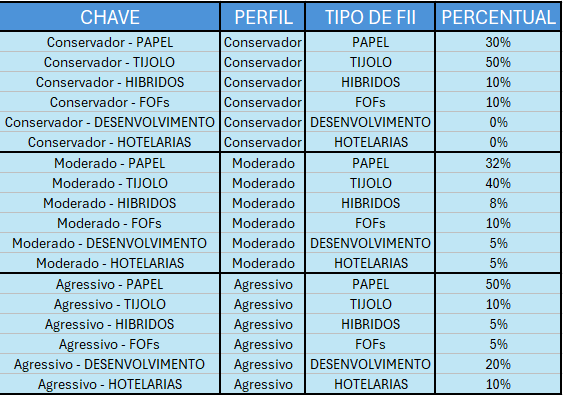 CHAVE PERFIL TIPO DE FII PERCENTUAL
Conservador - PAPEL Conservador PAPEL 30%
Conservador - TIJOLO Conservador TIJOLO 50%
Conservador - HIBRIDOS Conservador HIBRIDOS 10%
Conservador - FOFs Conservador FOFs 10%
Conservador - DESENVOLVIMENTO Conservador DESENVOLVIMENTO 0%
Conservador - HOTELARIAS Conservador HOTELARIAS 0%
Moderado - PAPEL Moderado PAPEL 32%
Moderado - TIJOLO Moderado TIJOLO 40%
Moderado - HIBRIDOS Moderado HIBRIDOS 8%
Moderado - FOFs Moderado FOFs 10%
Moderado - DESENVOLVIMENTO Moderado DESENVOLVIMENTO 5%
Moderado - HOTELARIAS Moderado HOTELARIAS 5%
Agressivo - PAPEL Agressivo PAPEL 50%
Agressivo - TIJOLO Agressivo TIJOLO 10%
Agressivo - HIBRIDOS Agressivo HIBRIDOS 5%
Agressivo - FOFs Agressivo FOFs 5%
Agressivo - DESENVOLVIMENTO Agressivo DESENVOLVIMENTO 20%
Agressivo - HOTELARIAS Agressivo HOTELARIAS 10%